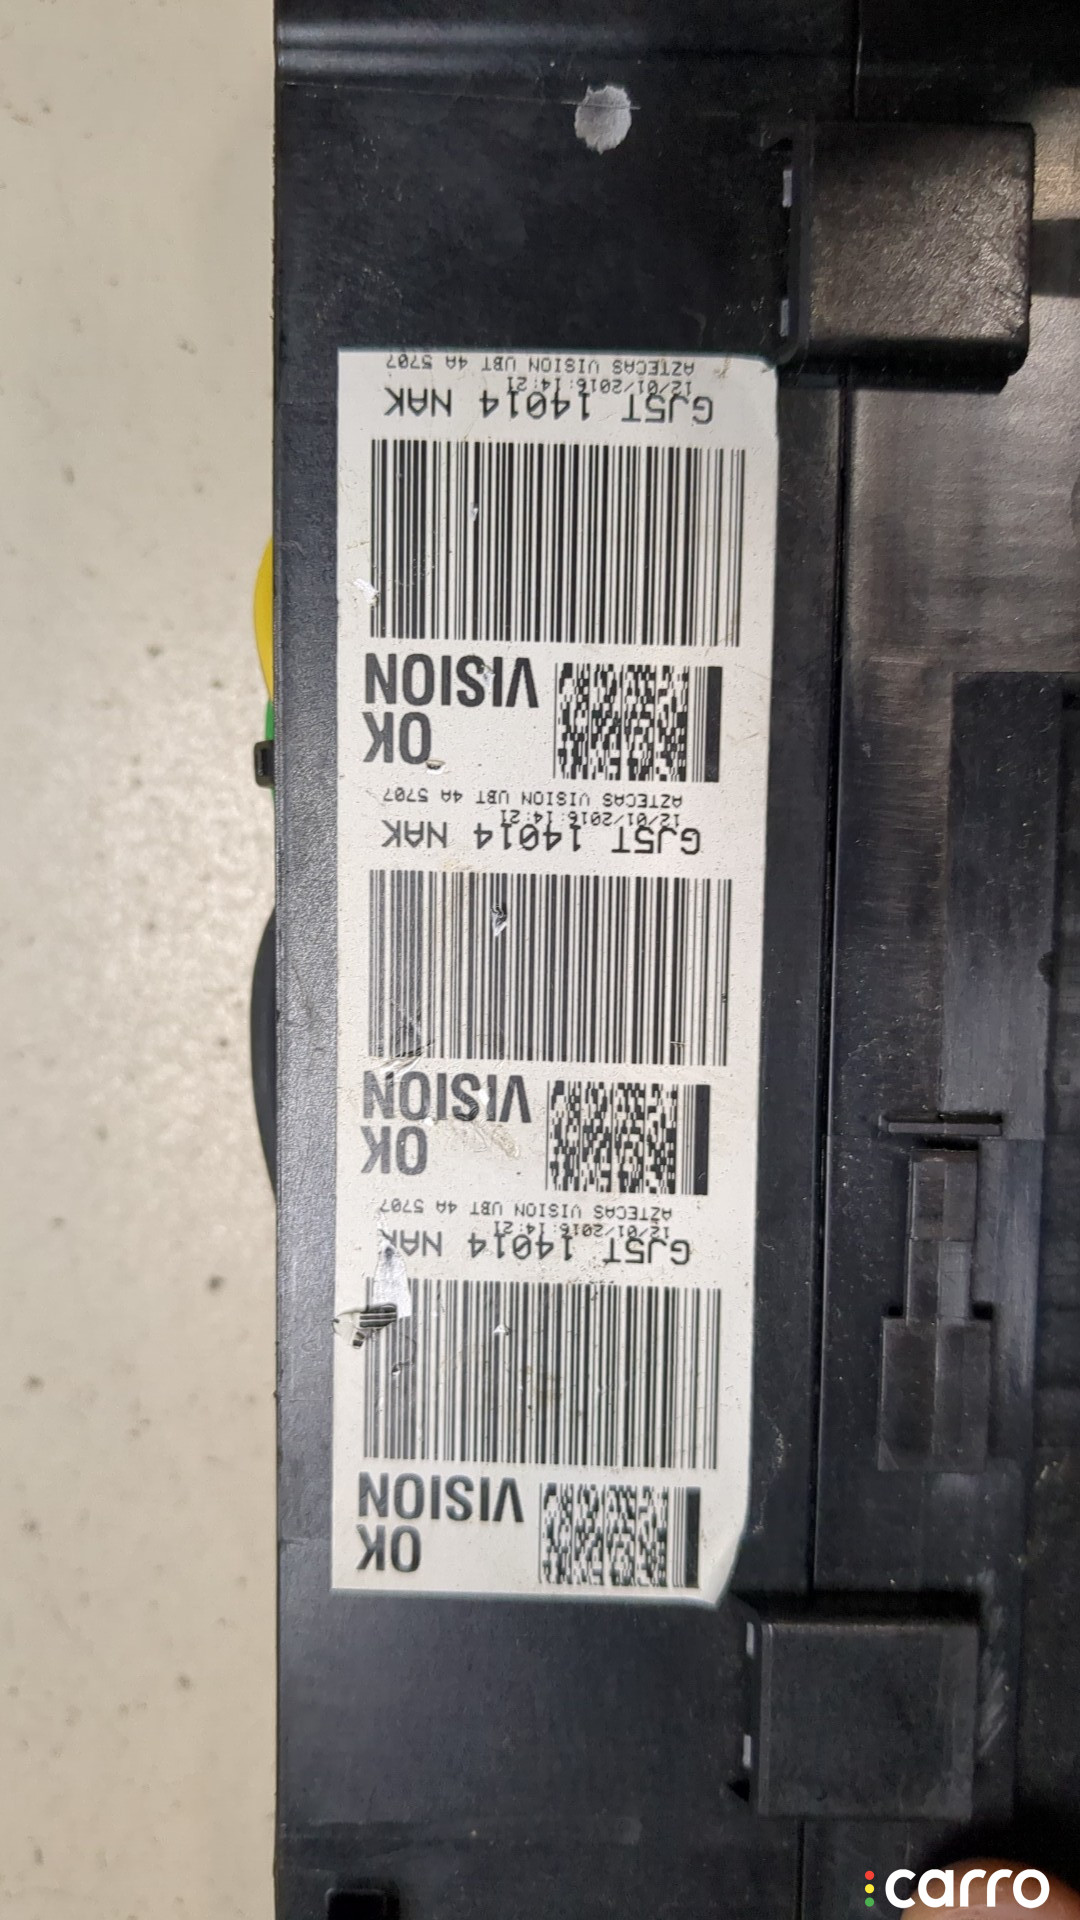 OK
VISION
GJ5T 14014 NAK
12/01/2016:14:21
AZTECAS VISION UBT 4A 5707
OK
VISION
GJ5T 14014 NAK
12/01/2016:14:21
AZTECAS VISION UBT 4A 5707
OK
VISION
GJ5T 14014 NAK
12/01/2016:14:21
AZTECAS VISION UBT 4A 5707
carro